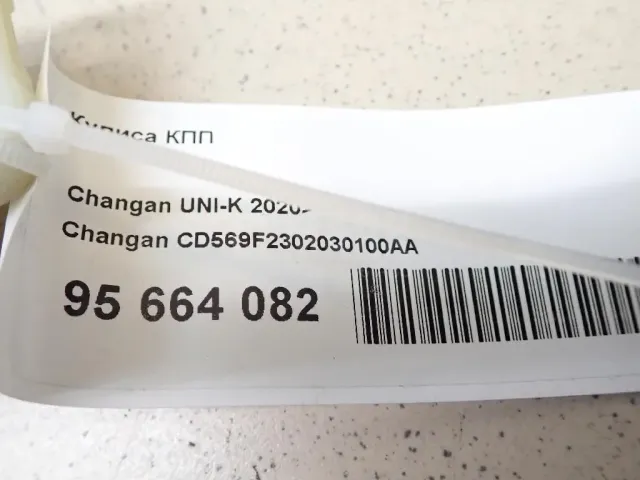 Кулиса КПП
Changan UNI-K 2020
Changan CD569F2302030100AA
95 664 082